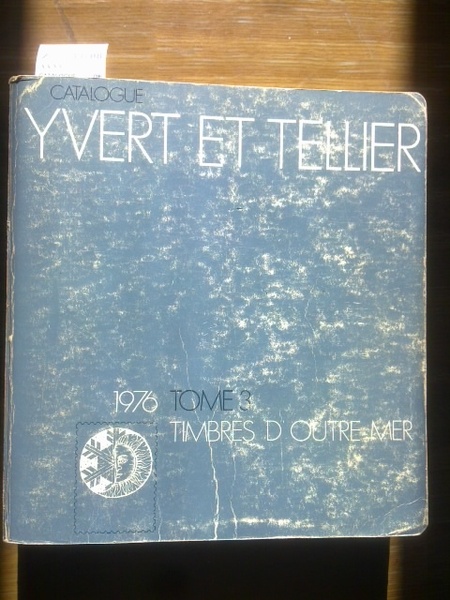 CATALOGUE
YVERT ET TELLIER
1976 TOME 3
TIMBRES D OUTRE-MER